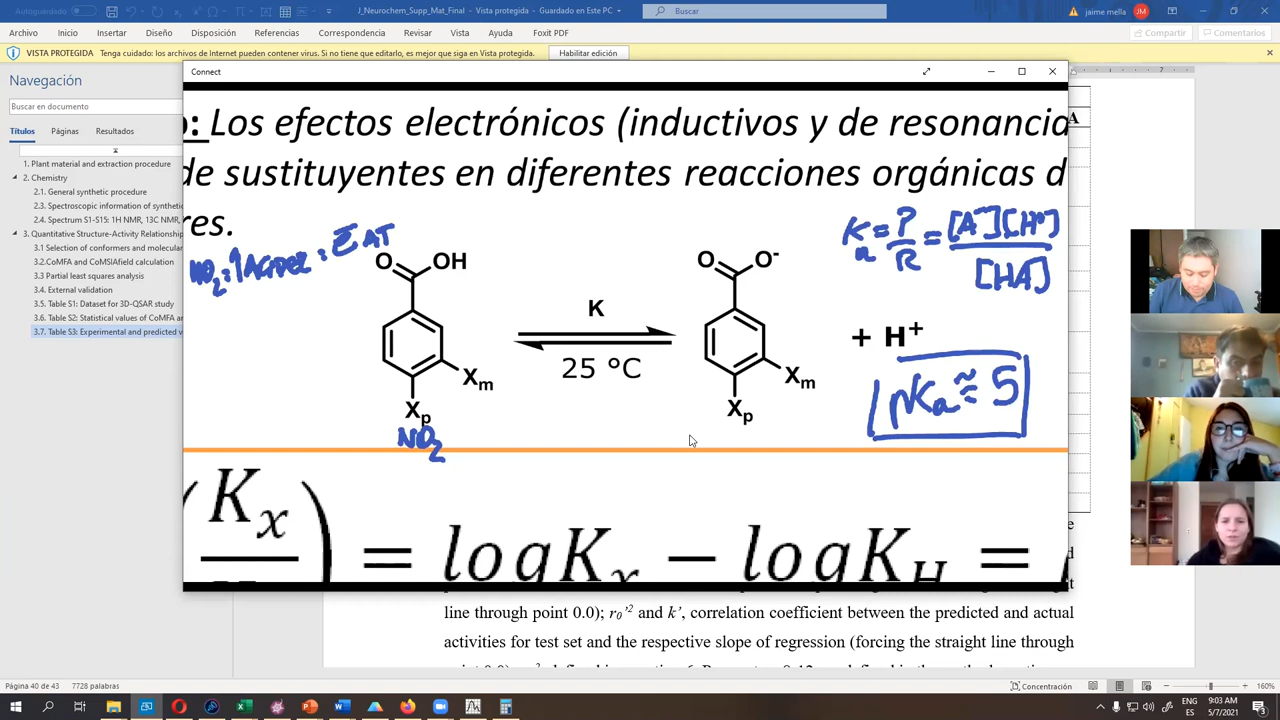 Autoguardado
J_Neurochem_Supp_Mat_Final - Vista protegida - Guardado en Este PC
Buscar
jaime mella
JM
Archivo Inicio Insertar Diseño Disposición Referencias Correspondencia Revisar Vista Ayuda Foxit PDF
Compartir
Comentarios
VISTA PROTEGIDA Tenga cuidado: los archivos de Internet pueden contener virus. Si no tiene que editarlo, es mejor que siga en Vista protegida.
Habilitar edición
Navegación
Buscar en documento
Títulos Páginas Resultados
1. Plant material and extraction procedure
2. Chemistry
2.1. General synthetic procedure
2.2. Spectroscopic information of synthetic
2.4. Spectrum S1-S15: 1H NMR, 13C NMR,
3. Quantitative Structure-Activity Relationship
3.1 Selection of conformers and molecular
3.2.CoMFA and CoMSIAfield calculation
3.3 Partial least squares analysis
3.4. External validation
3.5. Table S1: Dataset for 3D-QSAR study
3.6. Table S2: Statistical values of CoMFA an
3.7. Table S3: Experimental and predicted v
Connect
o: Los efectos electrónicos (inductivos y de resonancia
de sustituyentes en diferentes reacciones orgánicas d
res.
NO2 = ↑ACIDEZ = EAT
Ka = P/R = [A-][H+]/[HA]
O OH
K
25 °C
Xm
Xp
NO2
O O-
Xm
Xp
+ H+
pKa ≅ 5
Kx
= logKx − logKH =
7
A
line through point 0.0); r₀'² and k', correlation coefficient between the predicted and actual
activities for test set and the respective slope of regression (forcing the straight line through
Página 40 de 43 7728 palabras
Concentración
160%
9:03 AM
ES
5/7/2021